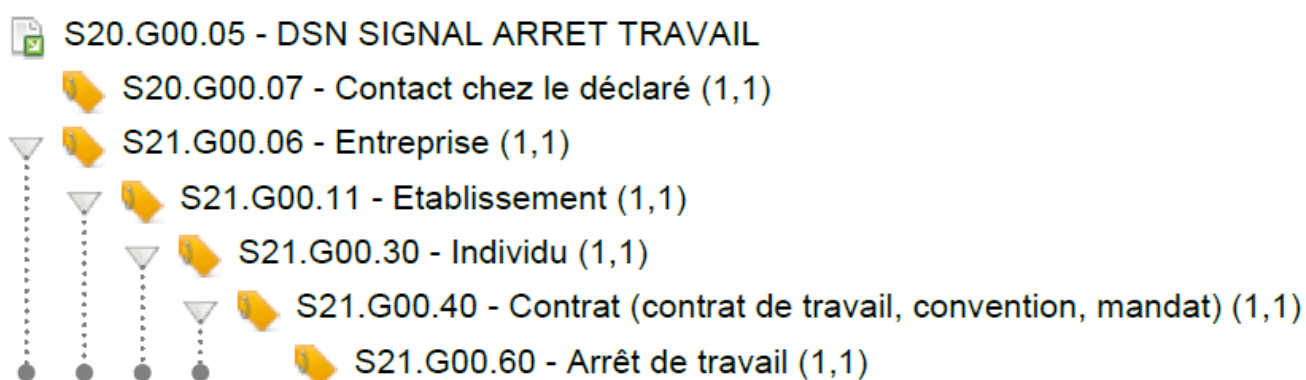 S20.G00.05 - DSN SIGNAL ARRET TRAVAIL
S20.G00.07 - Contact chez le déclaré (1,1)
S21.G00.06 - Entreprise (1,1)
S21.G00.11 - Etablissement (1,1)
S21.G00.30 - Individu (1,1)
S21.G00.40 - Contrat (contrat de travail, convention, mandat) (1,1)
S21.G00.60 - Arrêt de travail (1,1)